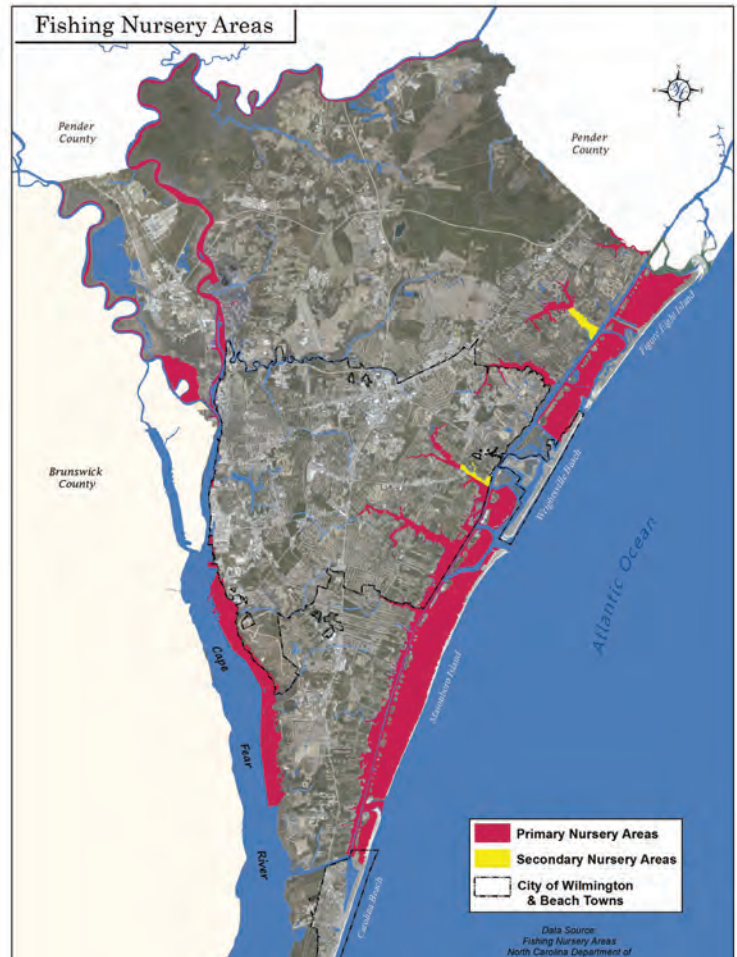 Fishing Nursery Areas
N
Pender
County
Pender
County
Figure Eight Island
Brunswick
County
Wrightsville Beach
Atlantic Ocean
Cape
Masonboro Island
Fear
River
Carolina Beach
Primary Nursery Areas
Secondary Nursery Areas
City of Wilmington
& Beach Towns
Data Source:
Fishing Nursery Areas
North Carolina Department of